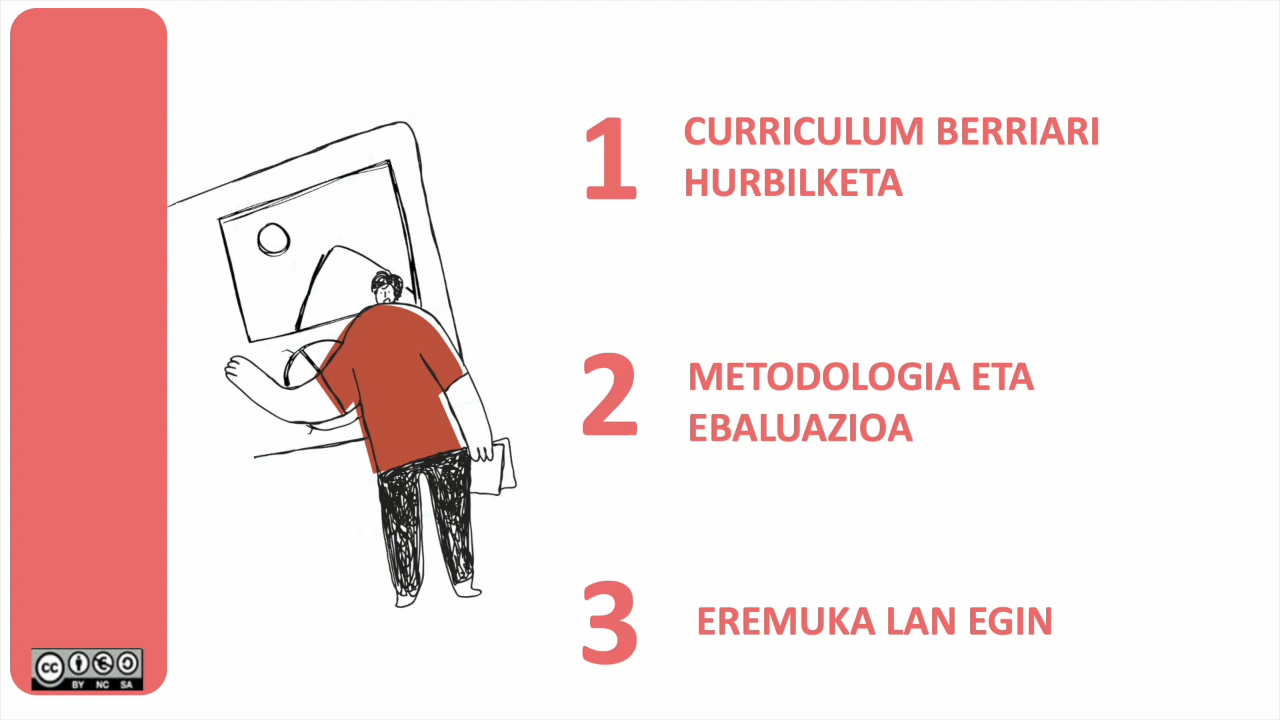 1
CURRICULUM BERRIARI
HURBILKETA
2
METODOLOGIA ETA
EBALUAZIOA
3
EREMUKA LAN EGIN
cc
BY NC SA